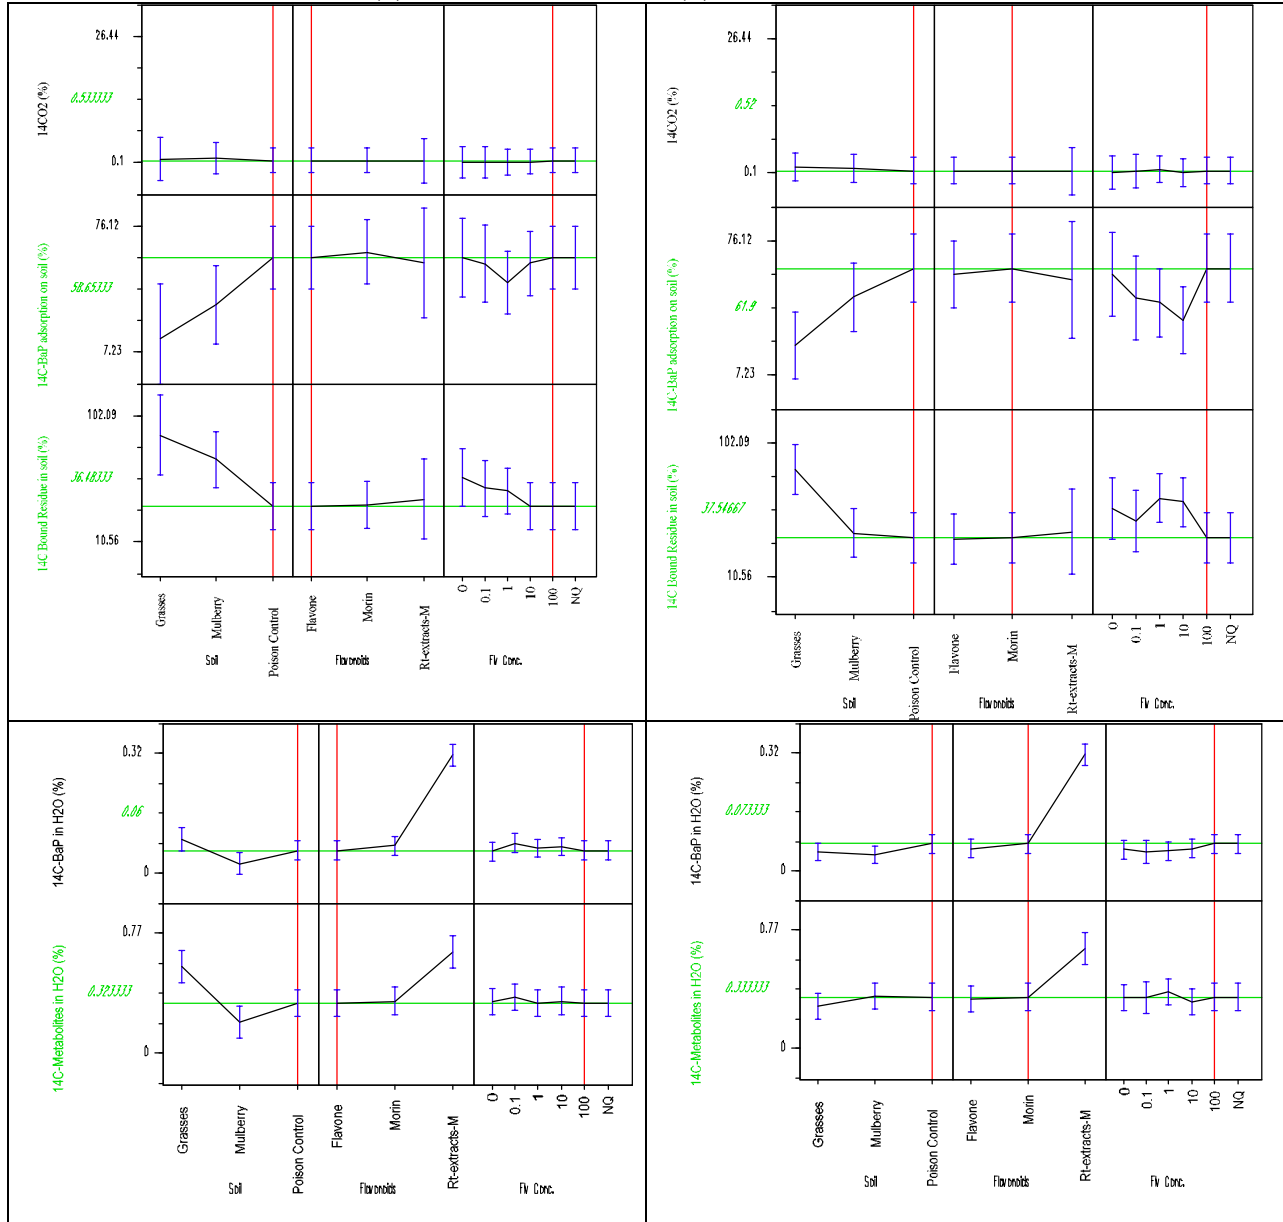 26.44
14CO2 (%)
0.533333
0.1
76.12
14C-BaP adsorption on soil (%)
58.65333
7.23
102.09
14C Bound Residue in soil (%)
36.48333
10.56
Grasses
Mulberry
Poison Control
Flavone
Morin
Rt-extracts-M
0
0.1
1
10
100
NQ
Soil
Flavonoids
Flv Conc.
26.44
14CO2 (%)
0.52
0.1
76.12
14C-BaP adsorption on soil (%)
61.9
7.23
102.09
14C Bound Residue in soil (%)
37.54667
10.56
Grasses
Mulberry
Poison Control
Flavone
Morin
Rt-extracts-M
0
0.1
1
10
100
NQ
Soil
Flavonoids
Flv Conc.
0.32
14C-BaP in H2O (%)
0.06
0
0.77
14C-Metabolites in H2O (%)
0.323333
0
Grasses
Mulberry
Poison Control
Flavone
Morin
Rt-extracts-M
0
0.1
1
10
100
NQ
Soil
Flavonoids
Flv Conc.
0.32
14C-BaP in H2O (%)
0.073333
0
0.77
14C-Metabolites in H2O (%)
0.333333
0
Grasses
Mulberry
Poison Control
Flavone
Morin
Rt-extracts-M
0
0.1
1
10
100
NQ
Soil
Flavonoids
Flv Conc.